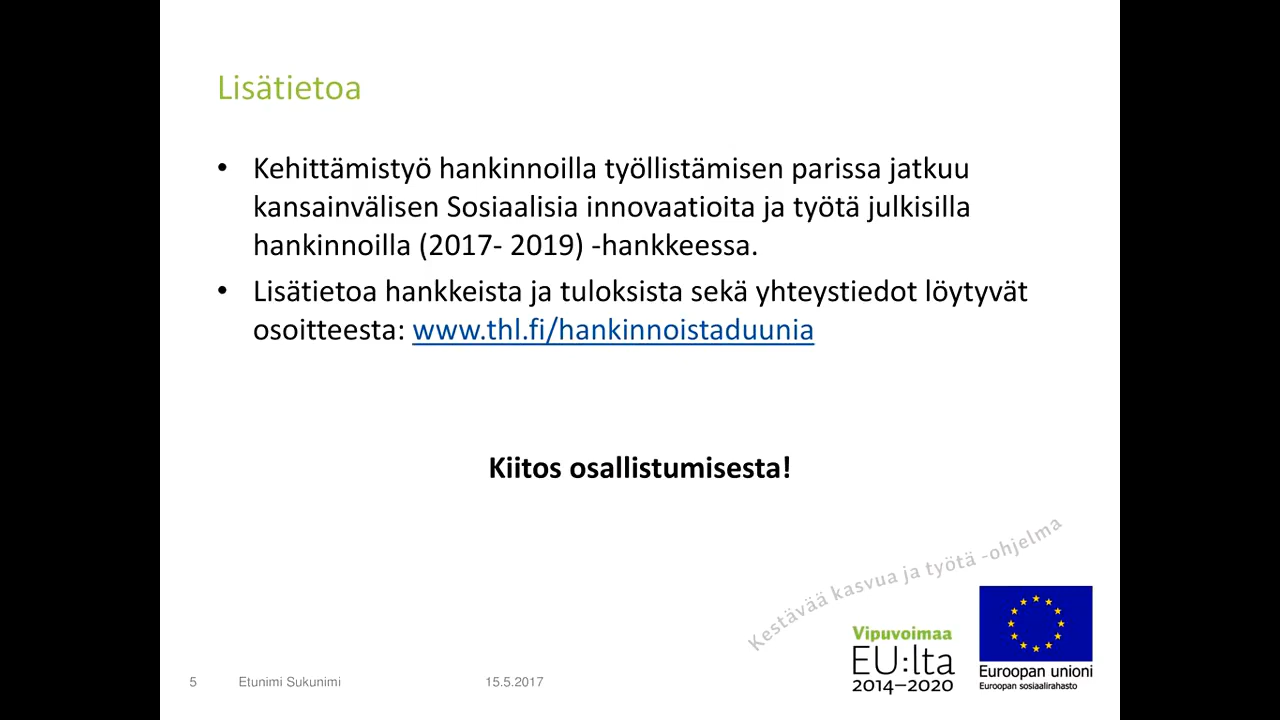 Lisätietoa
• Kehittämistyö hankinnoilla työllistämisen parissa jatkuu
kansainvälisen Sosiaalisia innovaatioita ja työtä julkisilla
hankinnoilla (2017- 2019) -hankkeessa.
• Lisätietoa hankkeista ja tuloksista sekä yhteystiedot löytyvät
osoitteesta: www.thl.fi/hankinnoistaduunia
Kiitos osallistumisesta!
Kestävää kasvua ja työtä -ohjelma
Vipuvoimaa
EU:lta
2014–2020
Euroopan unioni
Euroopan sosiaalirahasto
5 Etunimi Sukunimi 15.5.2017